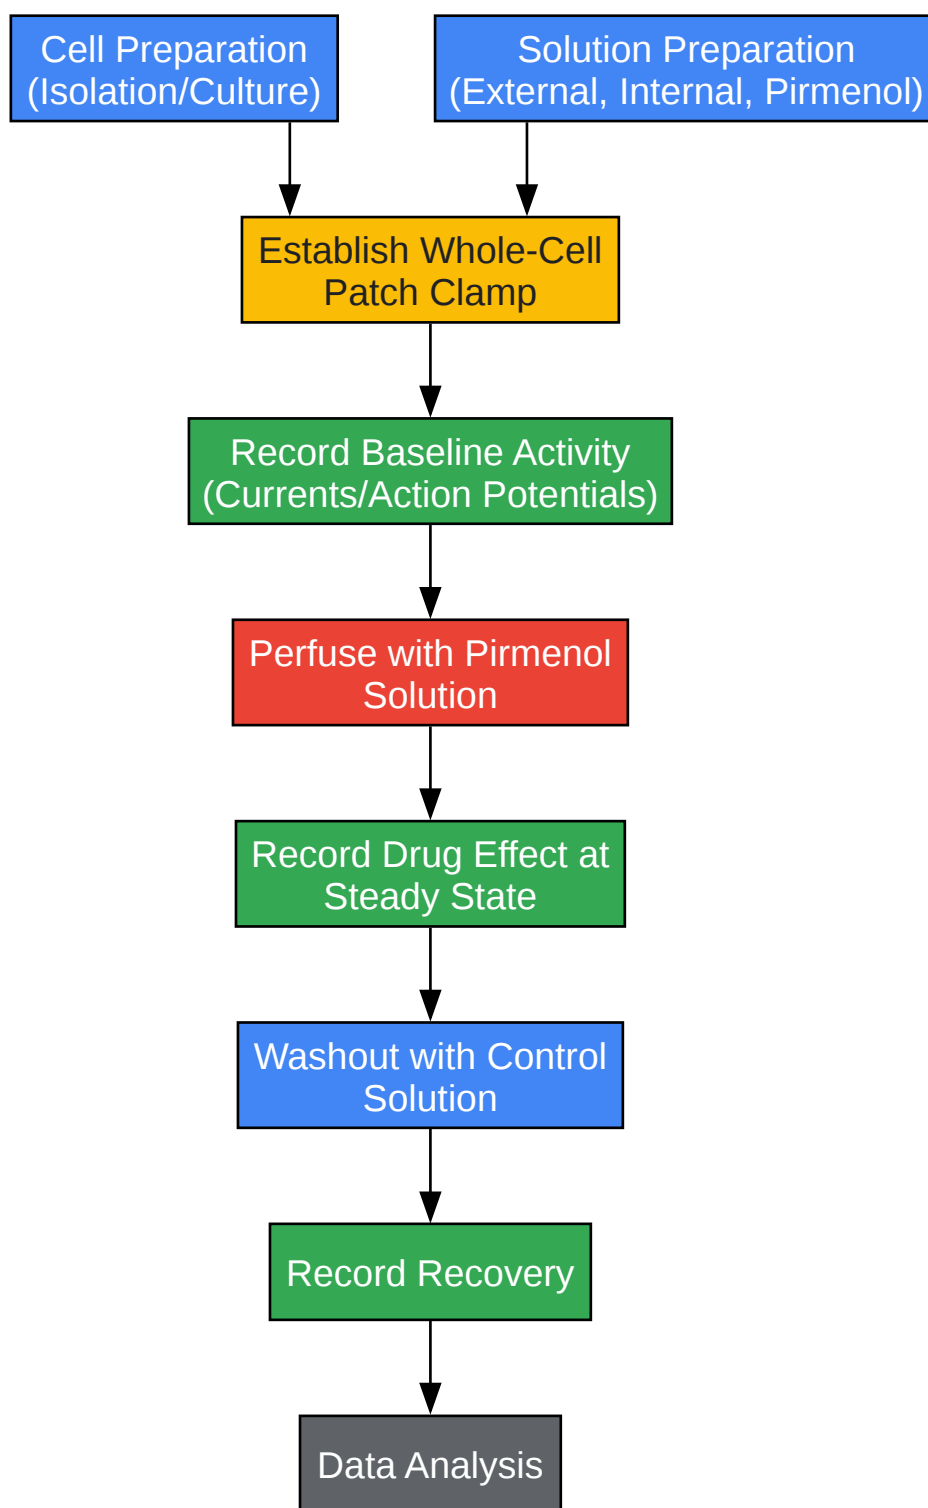 Cell Preparation
(Isolation/Culture)
Solution Preparation
(External, Internal, Pirmenol)
Establish Whole-Cell
Patch Clamp
Record Baseline Activity
(Currents/Action Potentials)
Perfuse with Pirmenol
Solution
Record Drug Effect at
Steady State
Washout with Control
Solution
Record Recovery
Data Analysis